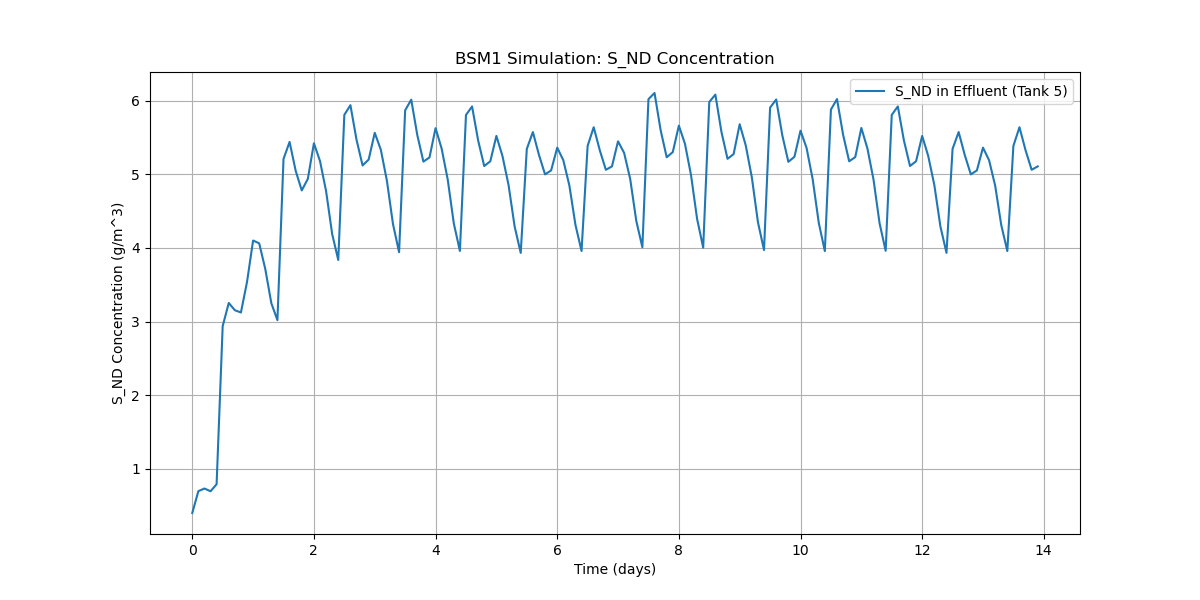 BSM1 Simulation: S_ND Concentration
S_ND in Effluent (Tank 5)
S_ND Concentration (g/m^3)
6
5
4
3
2
1
0 2 4 6 8 10 12 14
Time (days)